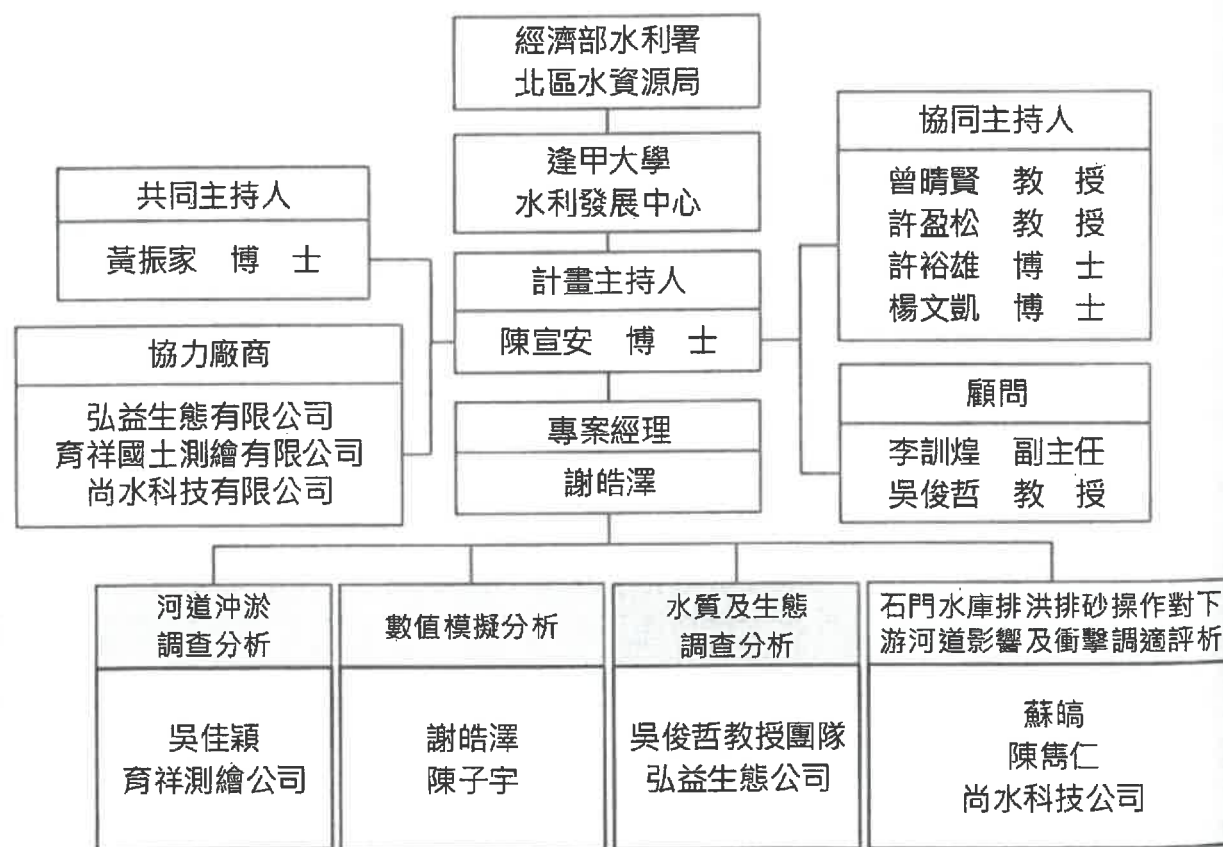 經濟部水利署
北區水資源局
逢甲大學
水利發展中心
共同主持人
黃振家 博 士
協同主持人
曾晴賢 教 授
許盈松 教 授
許裕雄 博 士
楊文凱 博 士
計畫主持人
陳宣安 博 士
協力廠商
弘益生態有限公司
育祥國土測繪有限公司
尚水科技有限公司
顧問
李訓煌 副主任
吳俊哲 教 授
專案經理
謝皓澤
河道沖淤
調查分析
吳佳穎
育祥測繪公司
數值模擬分析
謝皓澤
陳子宇
水質及生態
調查分析
吳俊哲教授團隊
弘益生態公司
石門水庫排洪排砂操作對下
游河道影響及衝擊調適評析
蘇皜
陳雋仁
尚水科技公司